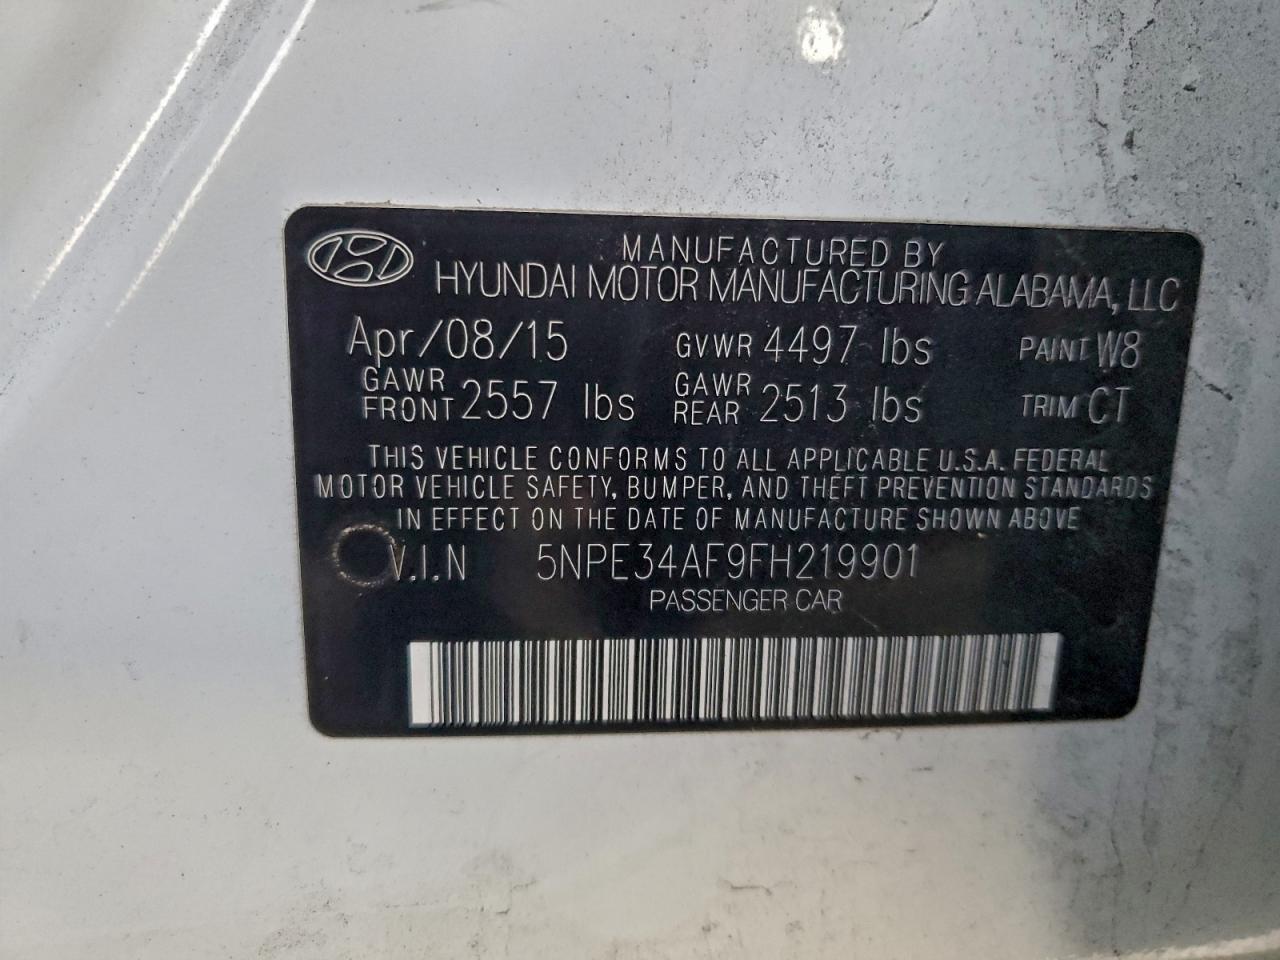 MANUFACTURED BY
HYUNDAI MOTOR MANUFACTURING ALABAMA, LLC
Apr/08/15 GVWR 4497 lbs PAINT W8
GAWR FRONT 2557 lbs GAWR REAR 2513 lbs TRIM CT
THIS VEHICLE CONFORMS TO ALL APPLICABLE U.S.A. FEDERAL
MOTOR VEHICLE SAFETY, BUMPER, AND THEFT PREVENTION STANDARDS
IN EFFECT ON THE DATE OF MANUFACTURE SHOWN ABOVE
V.I.N 5NPE34AF9FH219901
PASSENGER CAR